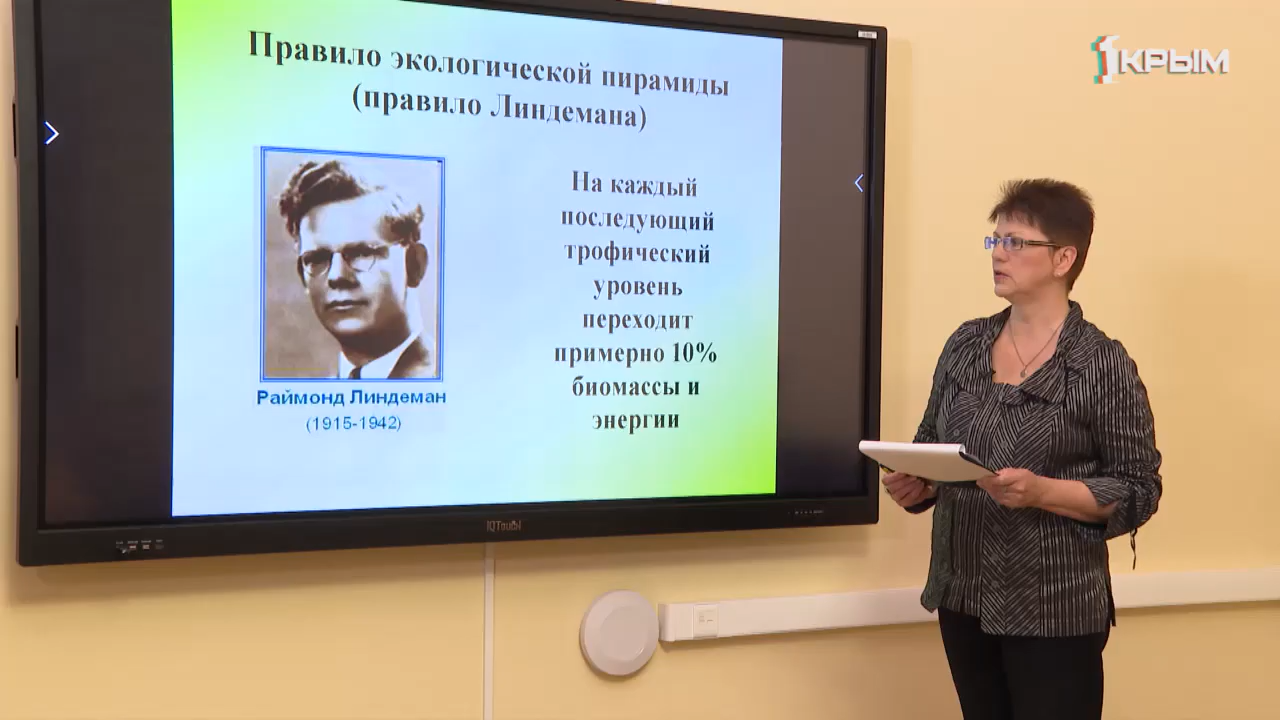 Правило экологической пирамиды
(правило Линдемана)
1КРЫМ
На каждый
последующий
трофический
уровень
переходит
примерно 10%
биомассы и
энергии
Раймонд Линдеман
(1915-1942)
IQTouch